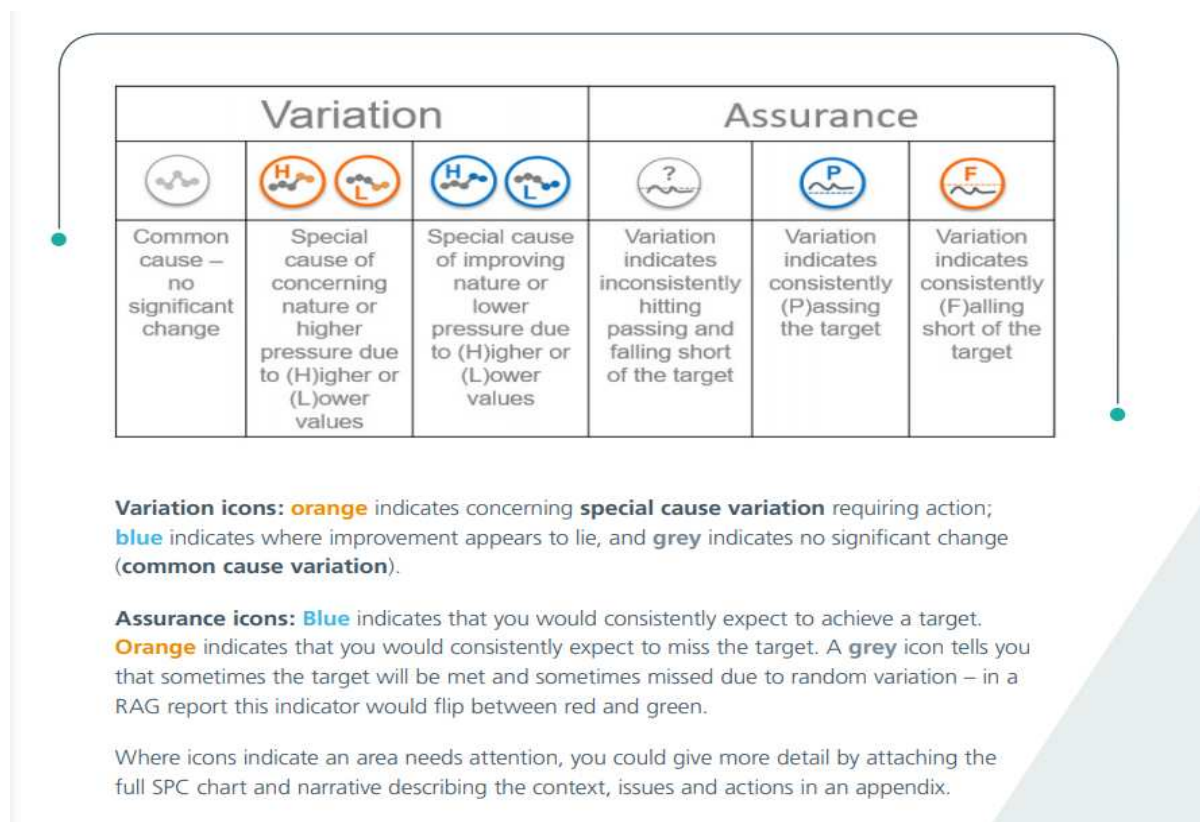 Variation
Assurance
H
L
H
L
?
P
F
Common
cause –
no
significant
change
Special
cause of
concerning
nature or
higher
pressure due
to (H)igher or
(L)ower
values
Special cause
of improving
nature or
lower
pressure due
to (H)igher or
(L)ower
values
Variation
indicates
inconsistently
hitting
passing and
falling short
of the target
Variation
indicates
consistently
(P)assing
the target
Variation
indicates
consistently
(F)alling
short of the
target
Variation icons: orange indicates concerning special cause variation requiring action;
blue indicates where improvement appears to lie, and grey indicates no significant change
(common cause variation).
Assurance icons: Blue indicates that you would consistently expect to achieve a target.
Orange indicates that you would consistently expect to miss the target. A grey icon tells you
that sometimes the target will be met and sometimes missed due to random variation – in a
RAG report this indicator would flip between red and green.
Where icons indicate an area needs attention, you could give more detail by attaching the
full SPC chart and narrative describing the context, issues and actions in an appendix.